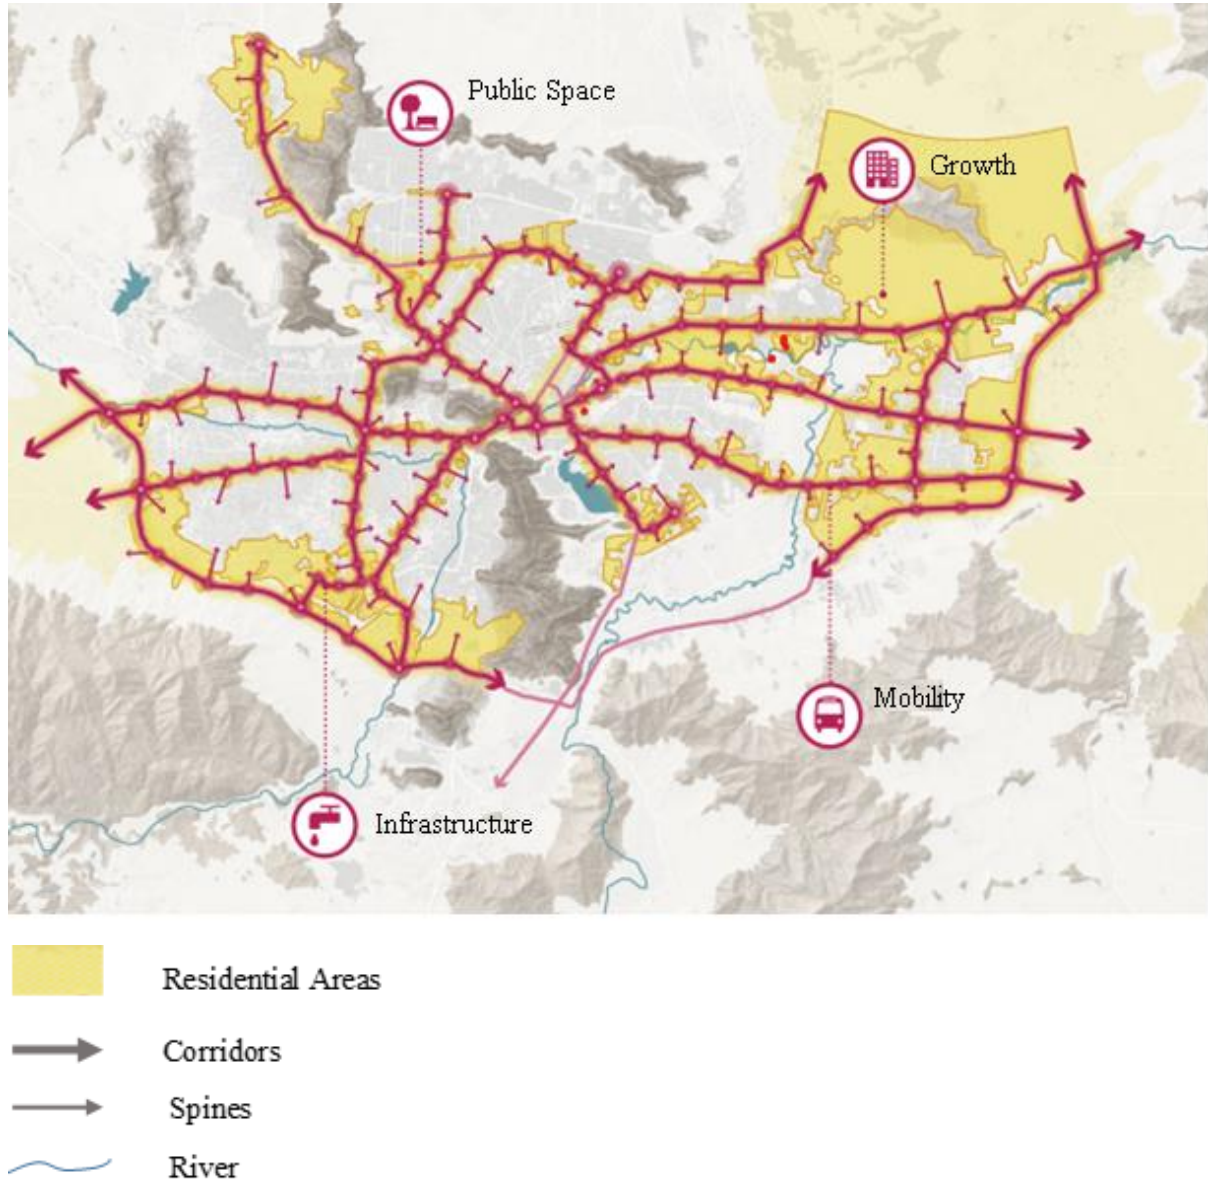 Public Space
Growth
Mobility
Infrastructure
Residential Areas
Corridors
Spines
River